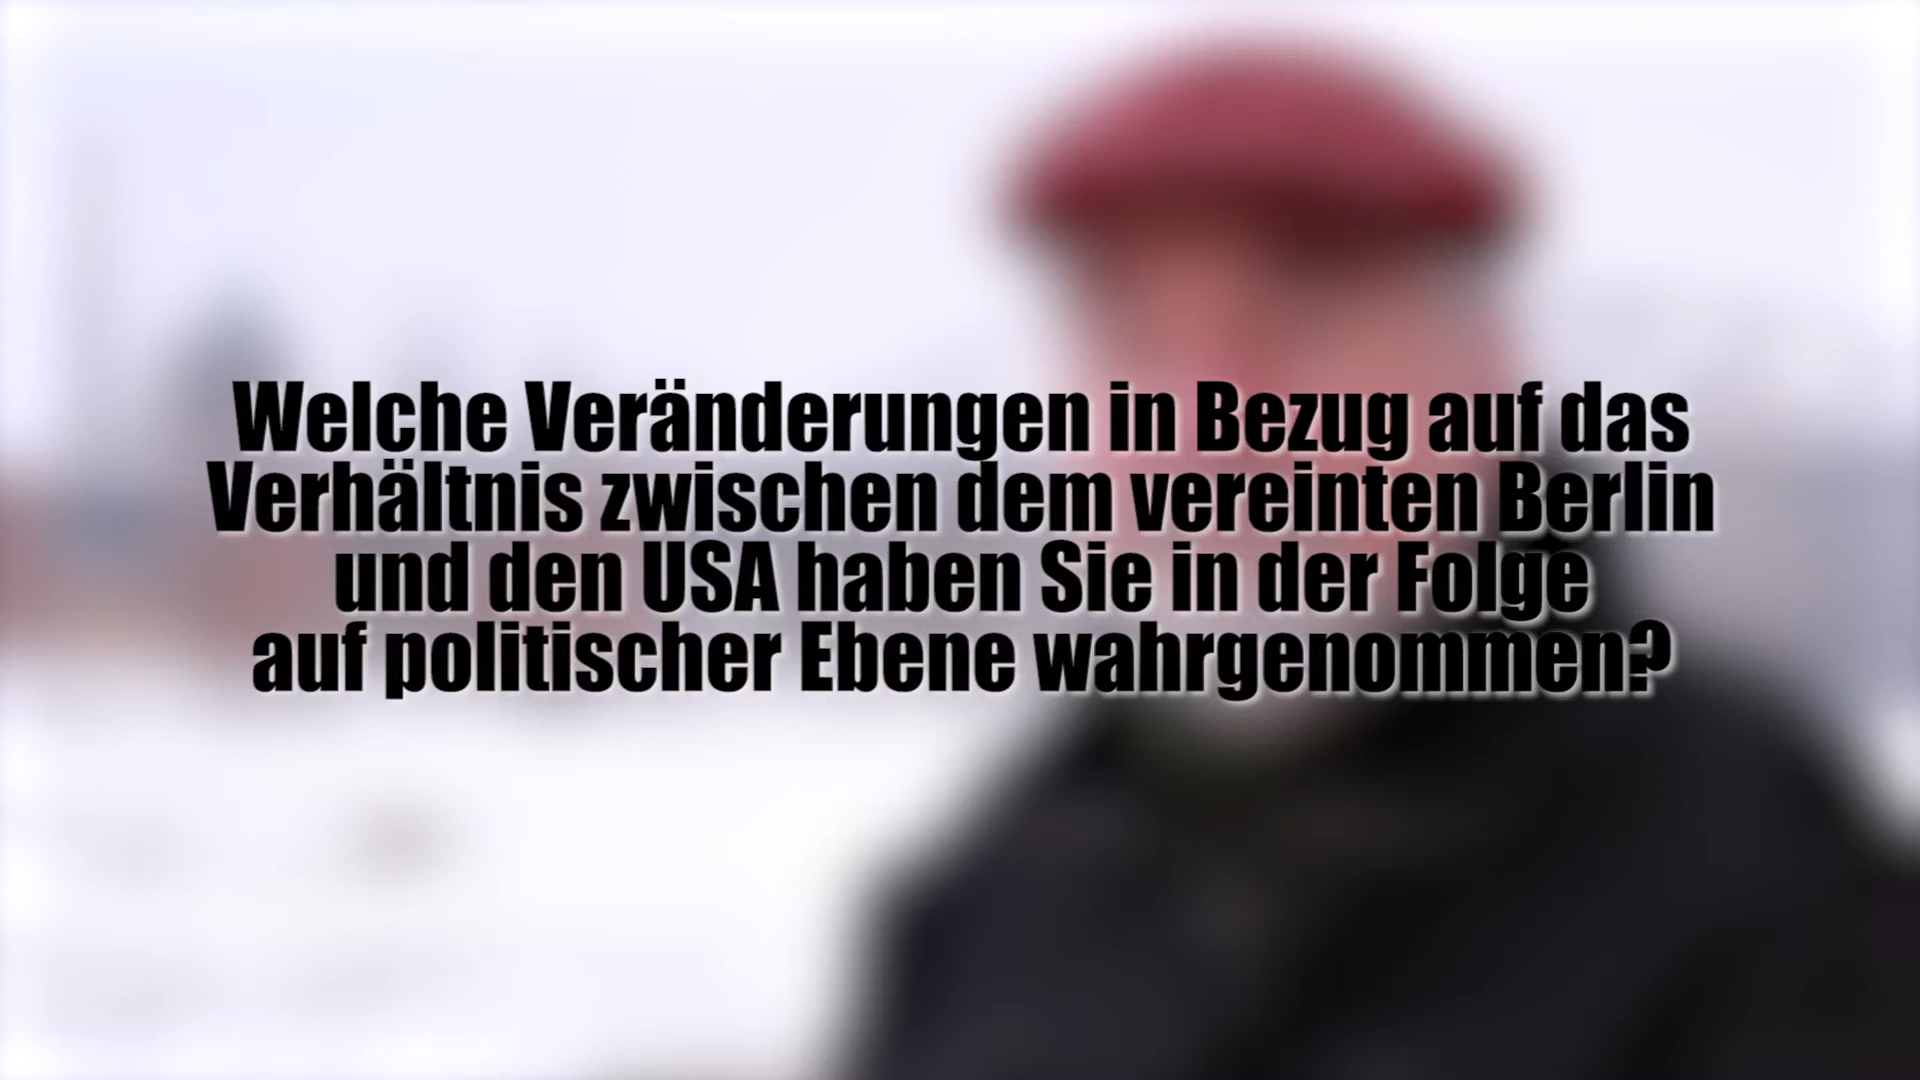 Welche Veränderungen in Bezug auf das
Verhältnis zwischen dem vereinten Berlin
und den USA haben Sie in der Folge
auf politischer Ebene wahrgenommen?